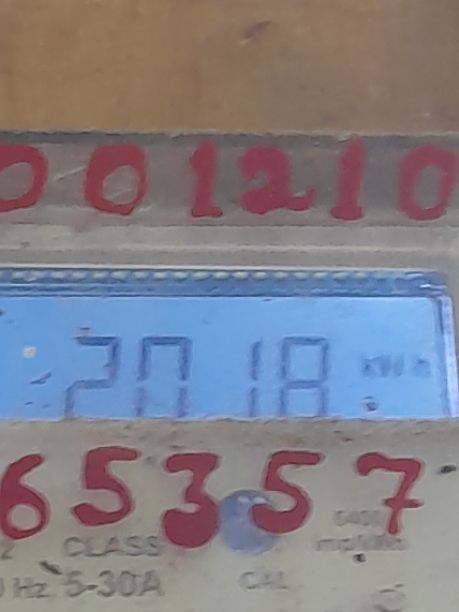 001210
2018 kWh
65357
CLASS
Hz 5-30A
CAL